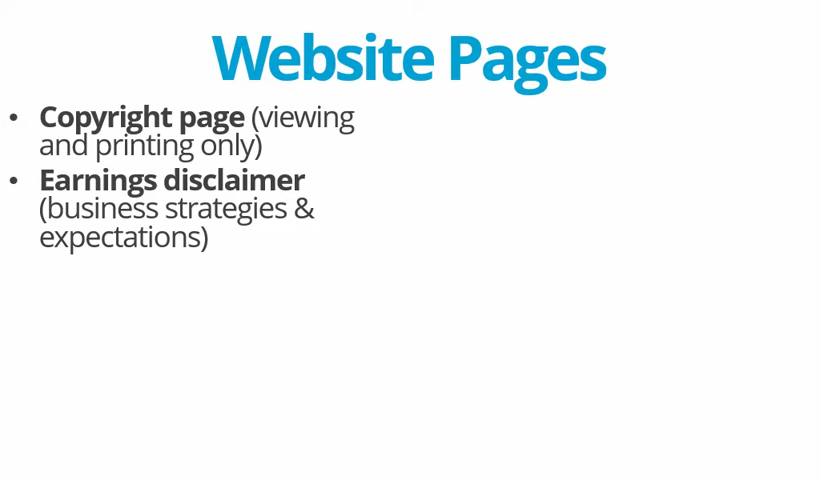 Website Pages
• Copyright page (viewing
and printing only)
• Earnings disclaimer
(business strategies &
expectations)